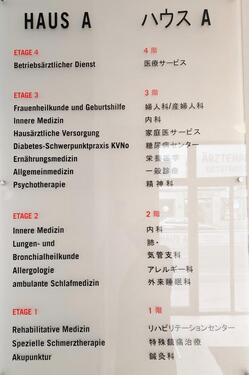 HAUS A
ハウス A
ETAGE 4
4 階
Betriebsärztlicher Dienst
医療サービス
ETAGE 3
3 階
Frauenheilkunde und Geburtshilfe
婦人科/産婦人科
Innere Medizin
内科
Hausärztliche Versorgung
家庭医サービス
Diabetes-Schwerpunktpraxis KVNo
糖尿病センター
Ernährungsmedizin
栄養医学
Allgemeinmedizin
一般診療
Psychotherapie
精神科
ETAGE 2
2 階
Innere Medizin
内科
Lungen- und
肺・
Bronchialheilkunde
気管支科
Allergologie
アレルギー科
ambulante Schlafmedizin
外来睡眠科
ETAGE 1
1 階
Rehabilitative Medizin
リハビリテーションセンター
Spezielle Schmerztherapie
特殊鎮痛治療
Akupunktur
鍼灸科